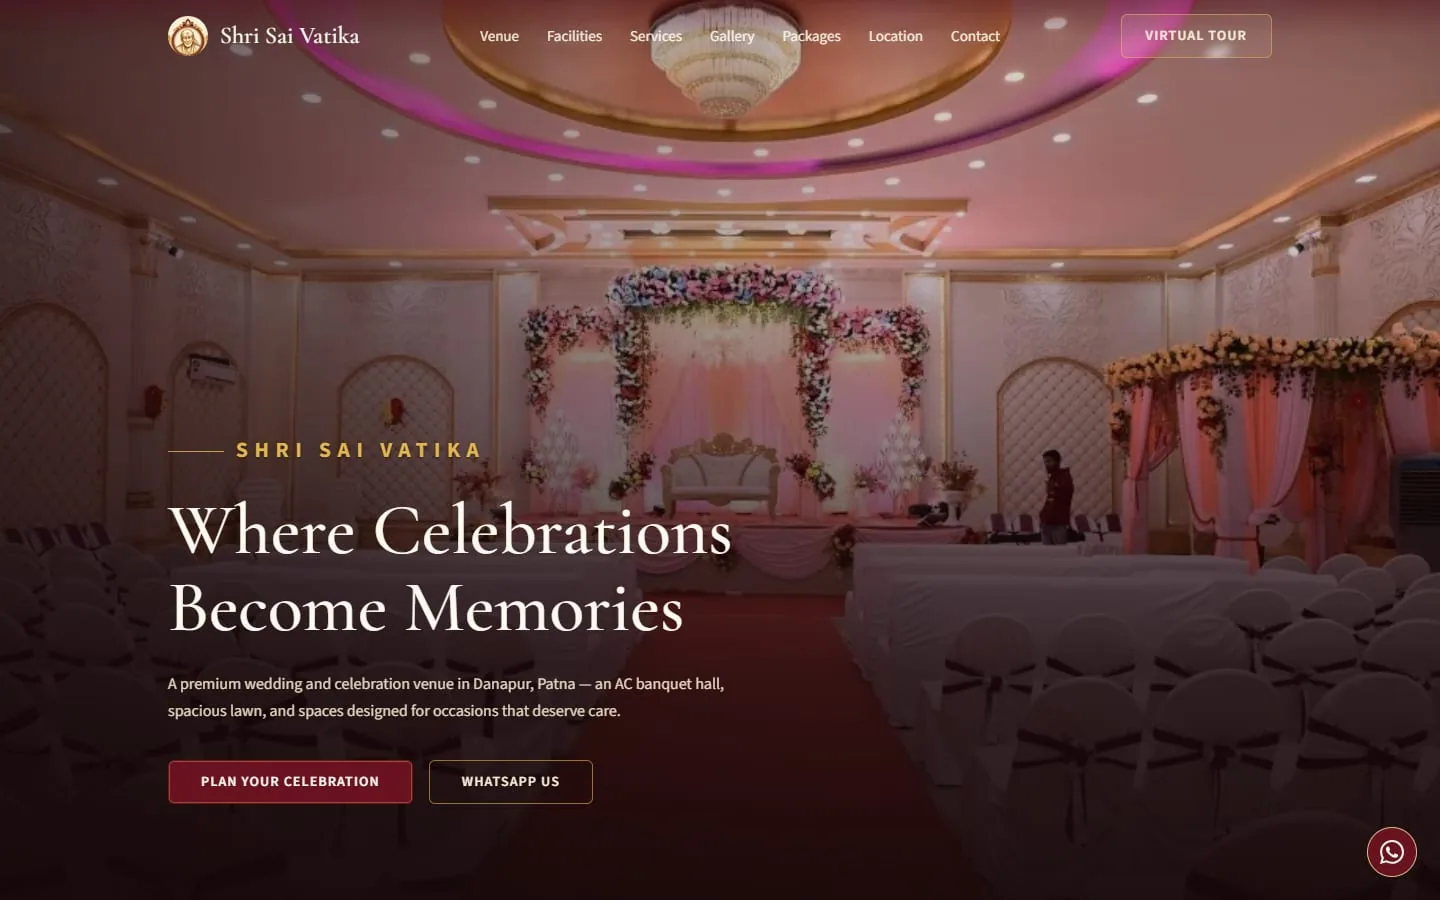 Shri Sai Vatika
Venue Facilities Services Gallery Packages Location Contact
VIRTUAL TOUR
SHRI SAI VATIKA
Where Celebrations
Become Memories
A premium wedding and celebration venue in Danapur, Patna — an AC banquet hall,
spacious lawn, and spaces designed for occasions that deserve care.
PLAN YOUR CELEBRATION
WHATSAPP US